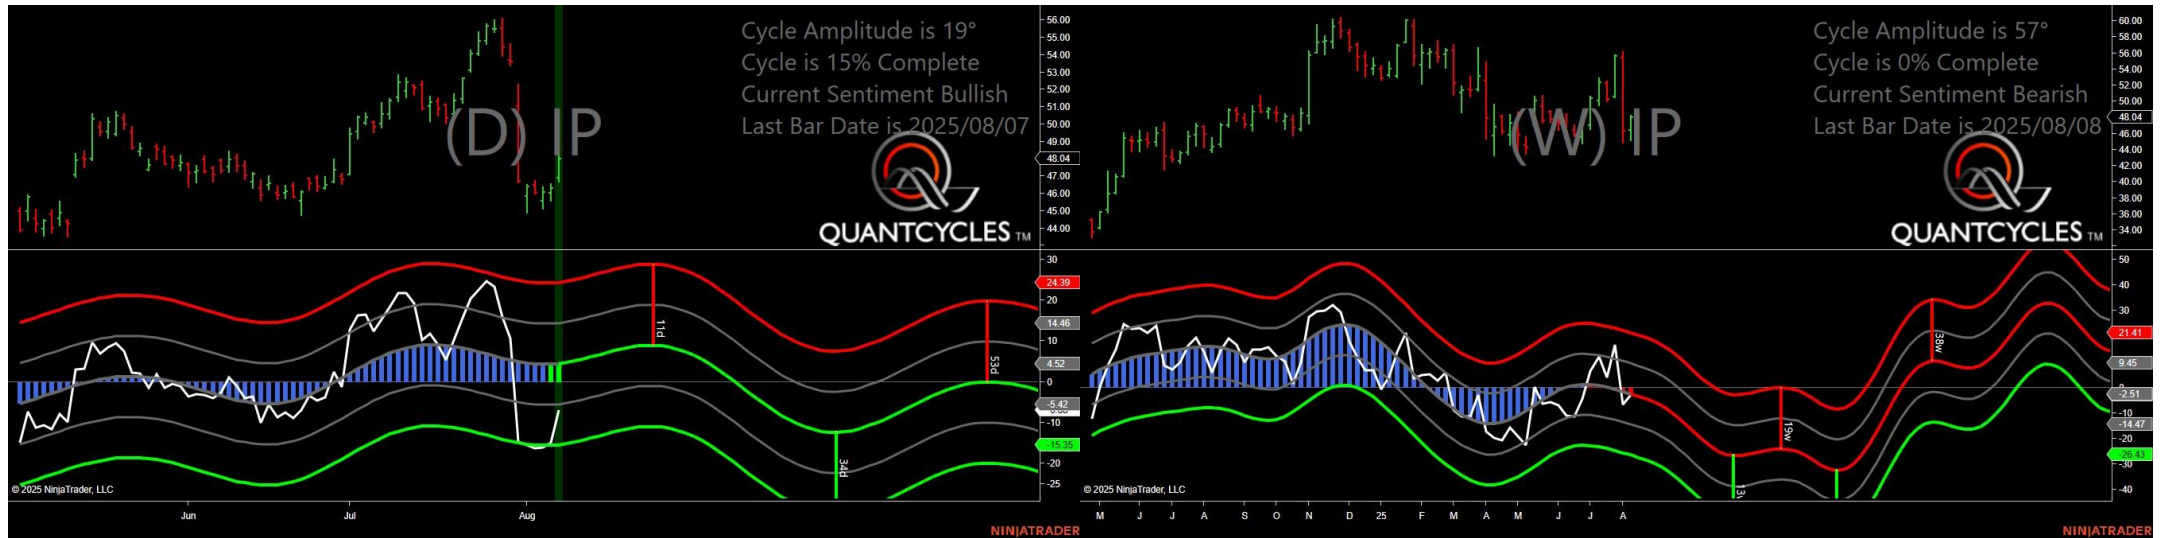 Cycle Amplitude is 19°
Cycle is 15% Complete
Current Sentiment Bullish
Last Bar Date is 2025/08/07
(D) IP
QUANTCYCLES TM
56.00
55.00
54.00
53.00
52.00
51.00
50.00
49.00
48.04
47.00
46.00
45.00
44.00
30
24.39
20
14.46
10
4.52
0
-5.42
-10
-15.35
-20
-25
11d
34d
53d
© 2025 NinjaTrader, LLC
Jun
Jul
Aug
NINJATRADER
Cycle Amplitude is 57°
Cycle is 0% Complete
Current Sentiment Bearish
Last Bar Date is 2025/08/08
(W) IP
QUANTCYCLES TM
60.00
58.00
56.00
54.00
52.00
50.00
48.04
46.00
44.00
42.00
40.00
38.00
36.00
34.00
50
40
30
21.41
9.45
-2.51
-10
-14.47
-20
-26.43
-30
-40
13w
19w
38w
© 2025 NinjaTrader, LLC
M
J
J
A
S
O
N
D
25
F
M
A
M
J
J
A
NINJATRADER